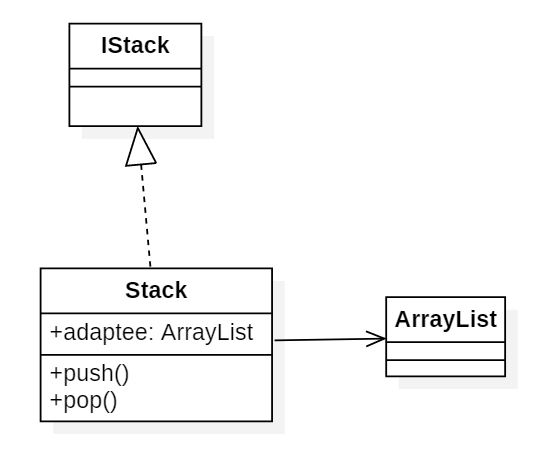 IStack
Stack
+adaptee: ArrayList
+push()
+pop()
ArrayList